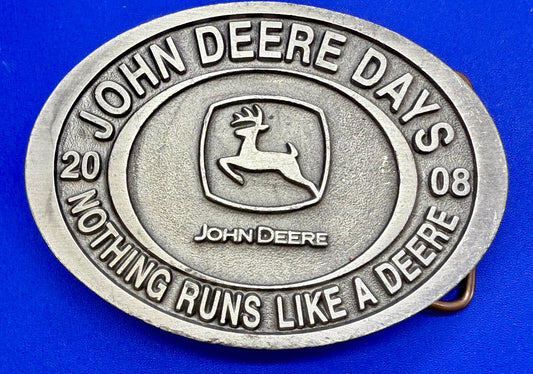 JOHN DEERE DAYS
20 08
JOHN DEERE
NOTHING RUNS LIKE A DEERE